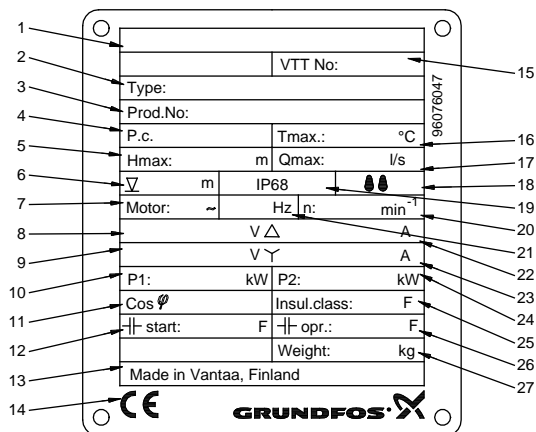 1
2
3
4
5
6
7
8
9
10
11
12
13
14
VTT No:
Type:
Prod.No:
P.c. Tmax.: °C
Hmax: m Qmax: l/s
m IP68
Motor: ~ Hz n: min-1
V △ A
V Y A
P1: kW P2: kW
Cos φ Insul.class: F
start: F opr.: F
Weight: kg
Made in Vantaa, Finland
CE GRUNDFOS
96076047
15
16
17
18
19
20
21
22
23
24
25
26
27